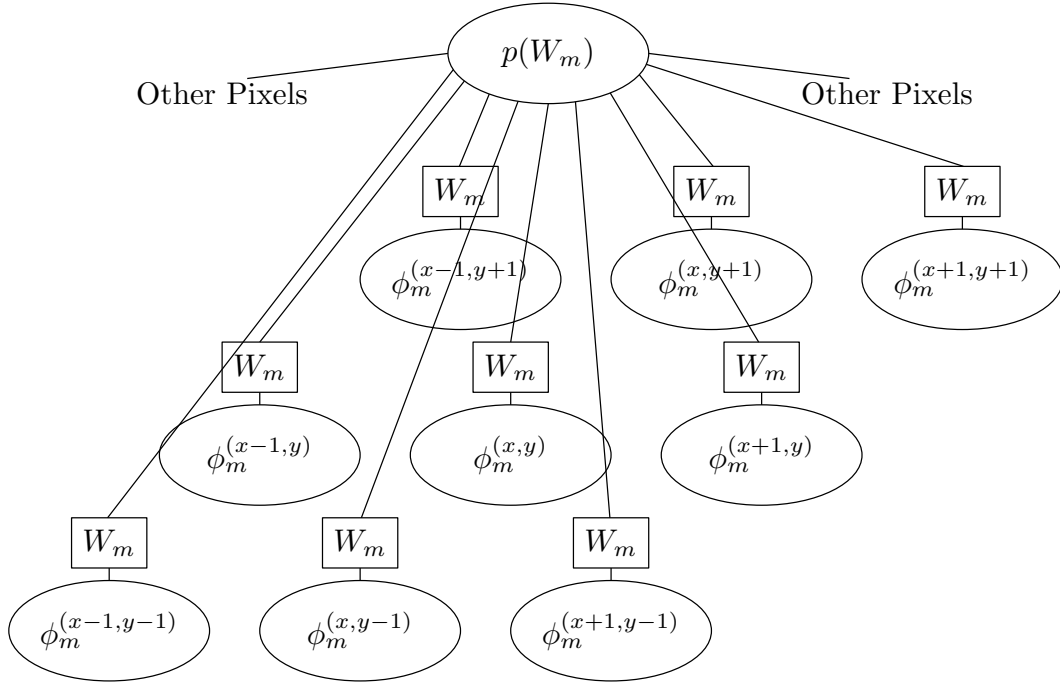 p(W_m)
Other Pixels
Other Pixels
W_m
W_m
W_m
ϕ_m^{(x−1,y+1)}
ϕ_m^{(x,y+1)}
ϕ_m^{(x+1,y+1)}
W_m
W_m
W_m
ϕ_m^{(x−1,y)}
ϕ_m^{(x,y)}
ϕ_m^{(x+1,y)}
W_m
W_m
W_m
ϕ_m^{(x−1,y−1)}
ϕ_m^{(x,y−1)}
ϕ_m^{(x+1,y−1)}